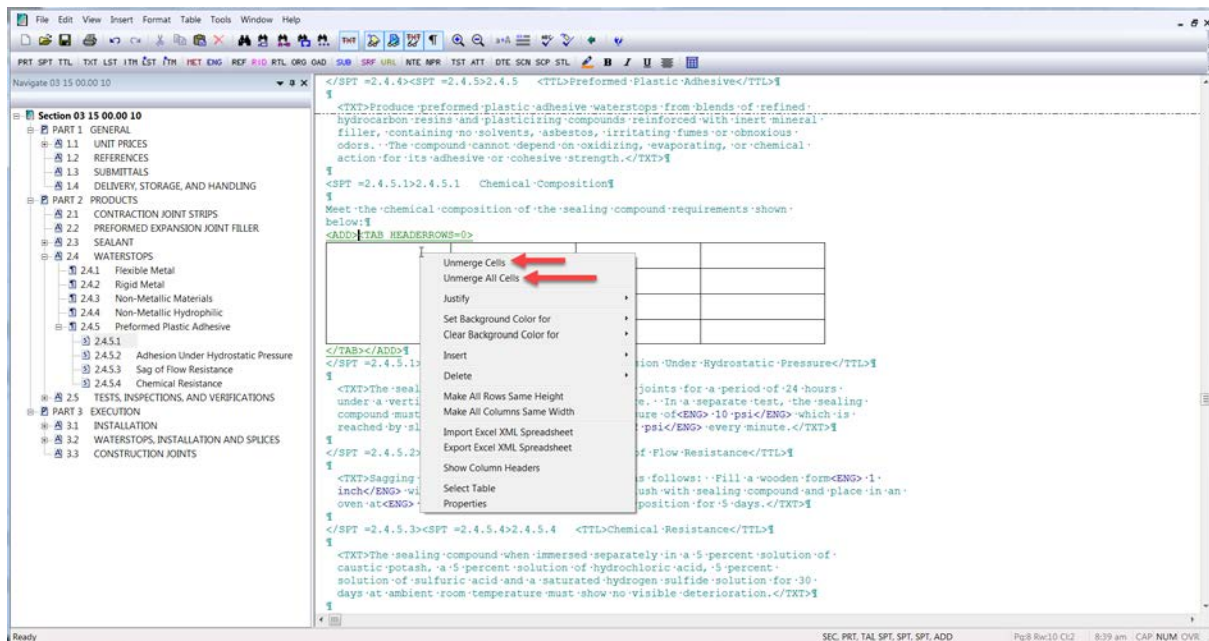 File Edit View Insert Format Table Tools Window Help
PRT SPT TTL TXT LST ITM LST ITM MET ENG REF RID RTL ORG OAD SUB SRF URL NTE NPR TST ATT DTE SCN SCP STL B I U
Navigate 03 15 00.00 10
Section 03 15 00.00 10
PART 1 GENERAL
1.1 UNIT PRICES
1.2 REFERENCES
1.3 SUBMITTALS
1.4 DELIVERY, STORAGE, AND HANDLING
PART 2 PRODUCTS
2.1 CONTRACTION JOINT STRIPS
2.2 PREFORMED EXPANSION JOINT FILLER
2.3 SEALANT
2.4 WATERSTOPS
2.4.1 Flexible Metal
2.4.2 Rigid Metal
2.4.3 Non-Metallic Materials
2.4.4 Non-Metallic Hydrophilic
2.4.5 Preformed Plastic Adhesive
2.4.5.1
2.4.5.2 Adhesion Under Hydrostatic Pressure
2.4.5.3 Sag of Flow Resistance
2.4.5.4 Chemical Resistance
2.5 TESTS, INSPECTIONS, AND VERIFICATIONS
PART 3 EXECUTION
3.1 INSTALLATION
3.2 WATERSTOPS, INSTALLATION AND SPLICES
3.3 CONSTRUCTION JOINTS
</SPT =2.4.4><SPT =2.4.5>2.4.5 <TTL>Preformed·Plastic·Adhesive</TTL>¶
¶
<TXT>Produce·preformed·plastic·adhesive·waterstops·from·blends·of·refined·
hydrocarbon·resins·and·plasticizing·compounds·reinforced·with·inert·mineral·
filler,·containing·no·solvents,·asbestos,·irritating·fumes·or·obnoxious·
odors.··The·compound·cannot·depend·on·oxidizing,·evaporating,·or·chemical·
action·for·its·adhesive·or·cohesive·strength.</TXT>¶
¶
<SPT =2.4.5.1>2.4.5.1 Chemical·Composition¶
¶
Meet·the·chemical·composition·of·the·sealing·compound·requirements·shown·
below:¶
<ADD><TAB HEADERROWS=0>
Unmerge Cells
Unmerge All Cells
Justify
Set Background Color for
Clear Background Color for
Insert
Delete
Make All Rows Same Height
Make All Columns Same Width
Import Excel XML Spreadsheet
Export Excel XML Spreadsheet
Show Column Headers
Select Table
Properties
</TAB></ADD>¶
</SPT =2.4.5.1> ion·Under·Hydrostatic·Pressure</TTL>¶
¶
<TXT>The·seal joints·for·a·period·of·24·hours·
under·a·verti e.··In·a·separate·test,·the·sealing·
compound·must ure·of<ENG>·10·psi</ENG>·which·is·
reached·by·sl ·psi</ENG>·every·minute.</TXT>¶
¶
</SPT =2.4.5.2> of·Flow·Resistance</TTL>¶
¶
<TXT>Sagging· s·follows:··Fill·a·wooden·form<ENG>·1·
inch</ENG>·wi lush·with·sealing·compound·and·place·in·an·
oven·at<ENG>· position·for·5·days.</TXT>¶
¶
</SPT =2.4.5.3><SPT =2.4.5.4>2.4.5.4 <TTL>Chemical·Resistance</TTL>¶
¶
<TXT>The·sealing·compound·when·immersed·separately·in·a·5·percent·solution·of·
caustic·potash,·a·5·percent·solution·of·hydrochloric·acid,·5·percent·
solution·of·sulfuric·acid·and·a·saturated·hydrogen·sulfide·solution·for·30·
days·at·ambient·room·temperature·must·show·no·visible·deterioration.</TXT>¶
¶
Ready SEC, PRT, TAI, SPT, SPT, SPT, ADD Pg:8 Rw:10 Cl:2 8:39 am CAP NUM OVR